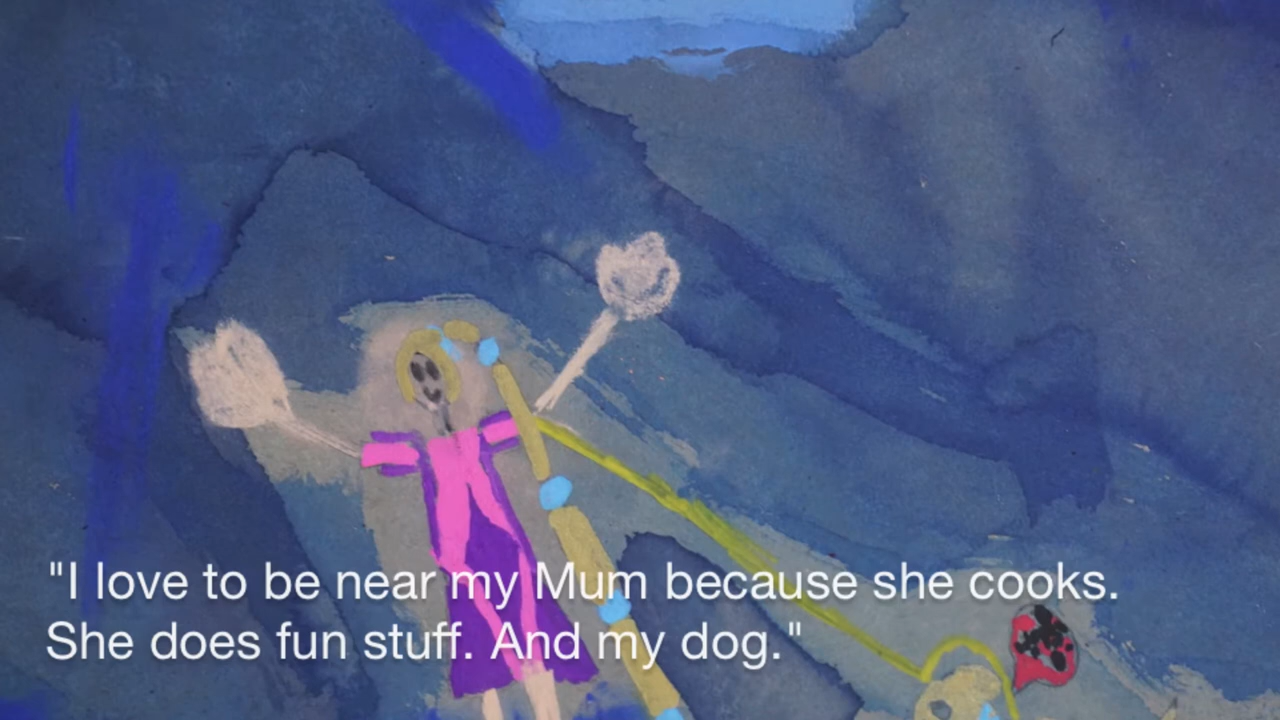 "I love to be near my Mum because she cooks.
She does fun stuff. And my dog."